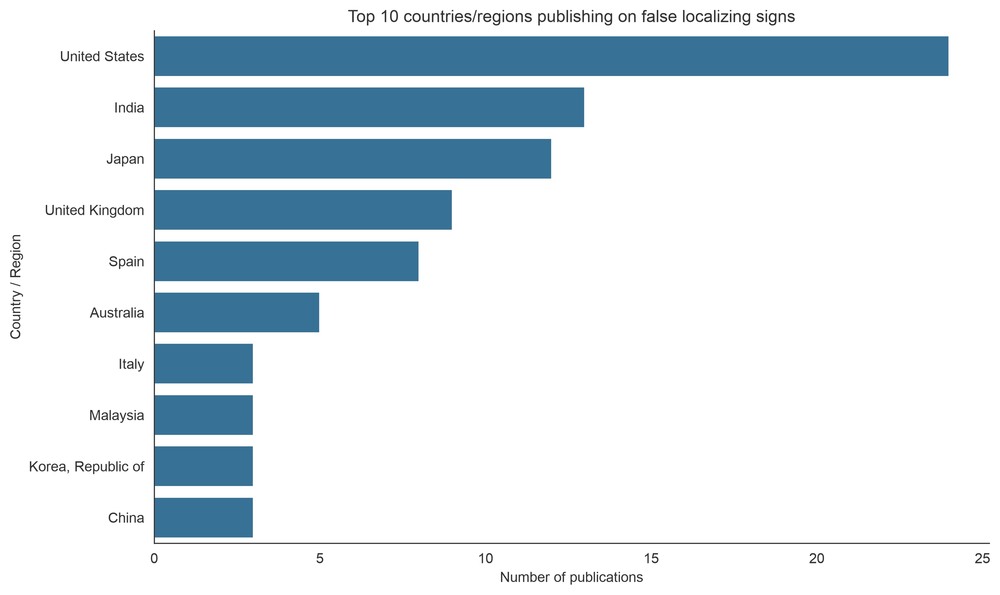 Top 10 countries/regions publishing on false localizing signs
Country / Region
United States
India
Japan
United Kingdom
Spain
Australia
Italy
Malaysia
Korea, Republic of
China
0 5 10 15 20 25
Number of publications